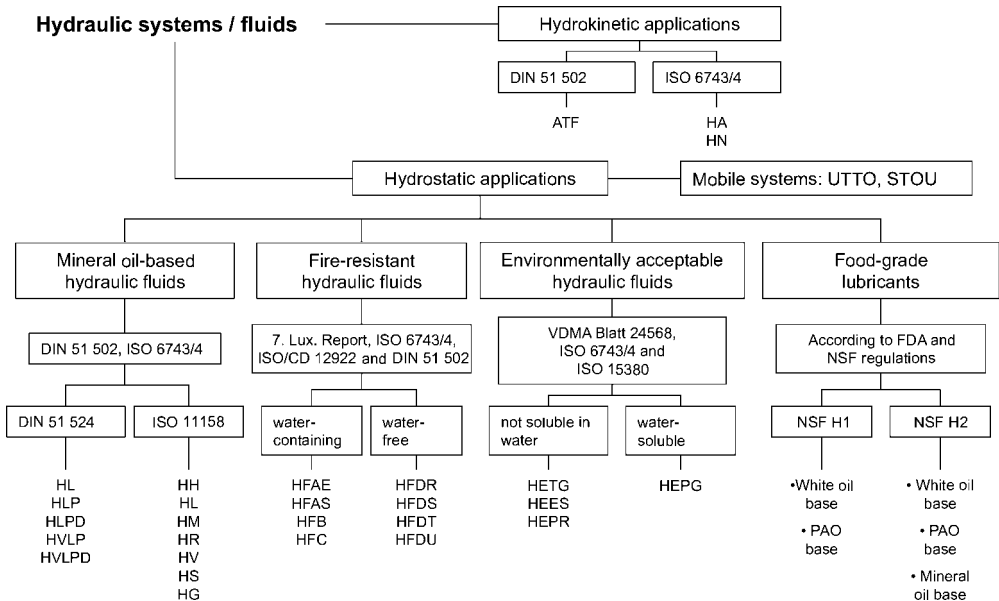 Hydraulic systems / fluids
Hydrokinetic applications
DIN 51 502
ISO 6743/4
ATF
HA
HN
Hydrostatic applications
Mobile systems: UTTO, STOU
Mineral oil-based
hydraulic fluids
Fire-resistant
hydraulic fluids
Environmentally acceptable
hydraulic fluids
Food-grade
lubricants
DIN 51 502, ISO 6743/4
7. Lux. Report, ISO 6743/4,
ISO/CD 12922 and DIN 51 502
VDMA Blatt 24568,
ISO 6743/4 and
ISO 15380
According to FDA and
NSF regulations
DIN 51 524
ISO 11158
water-
containing
water-
free
not soluble in
water
water-
soluble
NSF H1
NSF H2
HL
HLP
HLPD
HVLP
HVLPD
HH
HL
HM
HR
HV
HS
HG
HFAE
HFAS
HFB
HFC
HFDR
HFDS
HFDT
HFDU
HETG
HEES
HEPR
HEPG
•White oil
base
• PAO
base
• White oil
base
• PAO
base
• Mineral
oil base